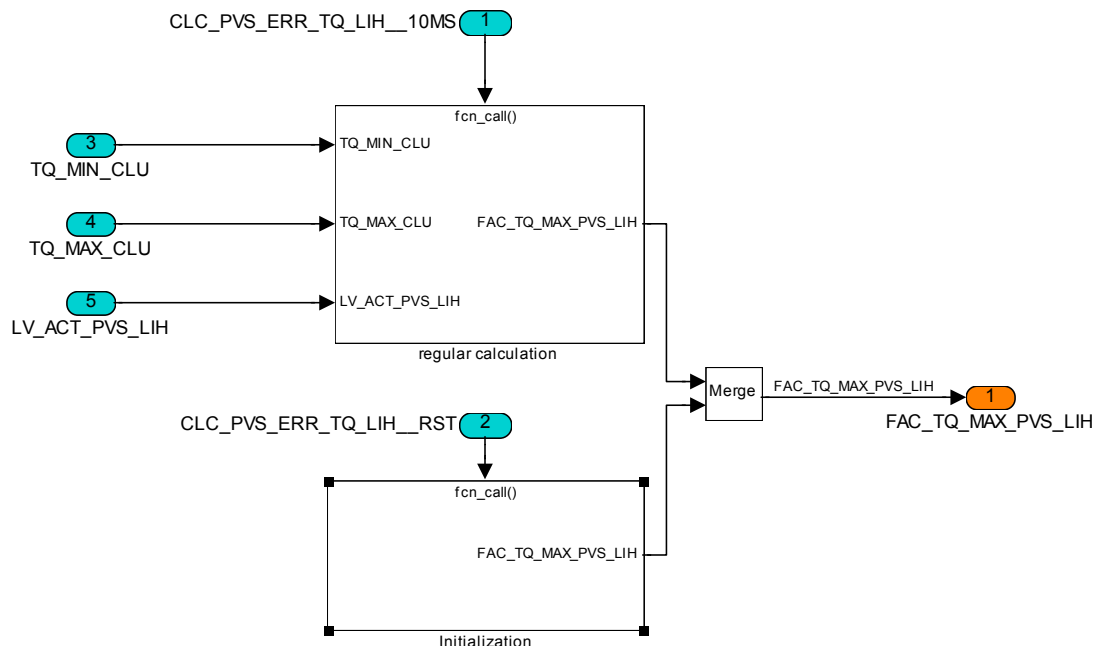 CLC_PVS_ERR_TQ_LIH__10MS
1
fcn_call()
3
TQ_MIN_CLU
TQ_MIN_CLU
4
TQ_MAX_CLU
TQ_MAX_CLU
FAC_TQ_MAX_PVS_LIH
5
LV_ACT_PVS_LIH
LV_ACT_PVS_LIH
regular calculation
Merge
FAC_TQ_MAX_PVS_LIH
1
FAC_TQ_MAX_PVS_LIH
CLC_PVS_ERR_TQ_LIH__RST
2
fcn_call()
FAC_TQ_MAX_PVS_LIH
Initialization